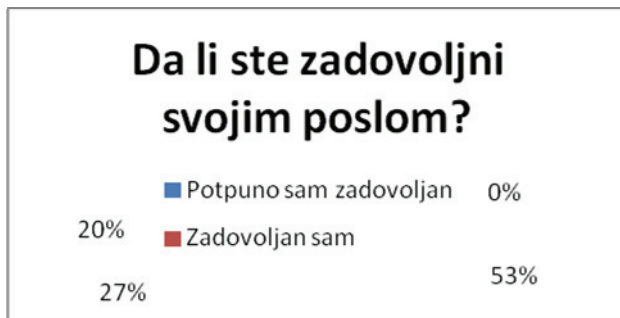 Da li ste zadovoljni
svojim poslom?
Potpuno sam zadovoljan
0%
20%
Zadovoljan sam
53%
27%